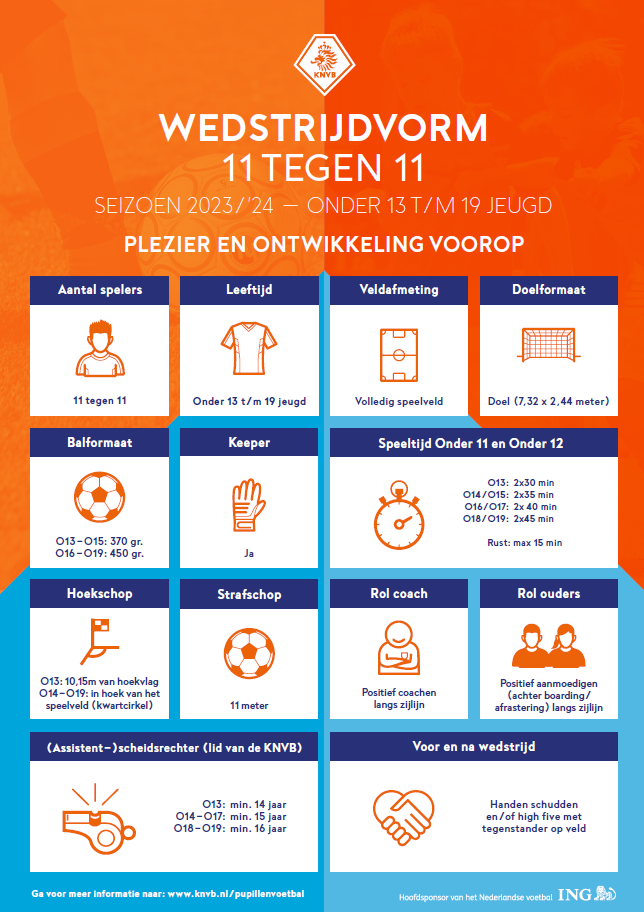 KNVB
WEDSTRIJDVORM
11 TEGEN 11
SEIZOEN 2023/'24 — ONDER 13 T/M 19 JEUGD
PLEZIER EN ONTWIKKELING VOOROP
Aantal spelers
11 tegen 11
Leeftijd
Onder 13 t/m 19 jeugd
Veldafmeting
Volledig speelveld
Doelformaat
Doel (7,32 x 2,44 meter)
Balformaat
O13–O15: 370 gr.
O16–O19: 450 gr.
Keeper
Ja
Speeltijd Onder 11 en Onder 12
O13: 2x30 min
O14/O15: 2x35 min
O16/O17: 2x 40 min
O18/O19: 2x45 min
Rust: max 15 min
Hoekschop
O13: 10,15m van hoekvlag
O14–O19: in hoek van het
speelveld (kwartcirkel)
Strafschop
11 meter
Rol coach
Positief coachen
langs zijlijn
Rol ouders
Positief aanmoedigen
(achter boarding/
afrastering) langs zijlijn
(Assistent-)scheidsrechter (lid van de KNVB)
O13: min. 14 jaar
O14–O17: min. 15 jaar
O18–O19: min. 16 jaar
Voor en na wedstrijd
Handen schudden
en/of high five met
tegenstander op veld
Ga voor meer informatie naar: www.knvb.nl/pupillenvoetbal
Hoofdsponsor van het Nederlandse voetbal ING